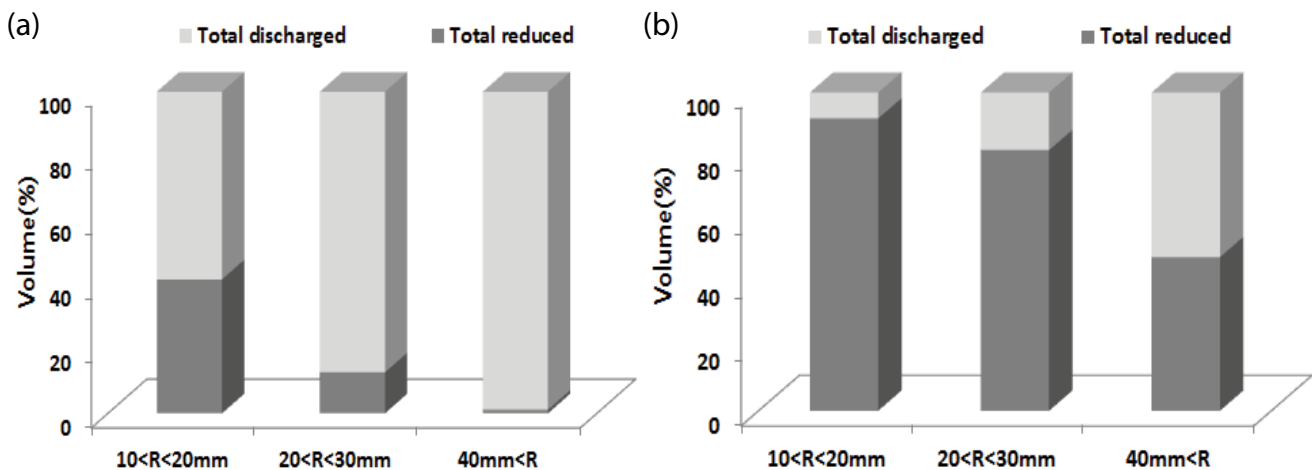 (a)
Total discharged
Total reduced
Volume(%)
100
80
60
40
20
0
10<R<20mm
20<R<30mm
40mm<R
(b)
Total discharged
Total reduced
Volume(%)
100
80
60
40
20
0
10<R<20mm
20<R<30mm
40mm<R